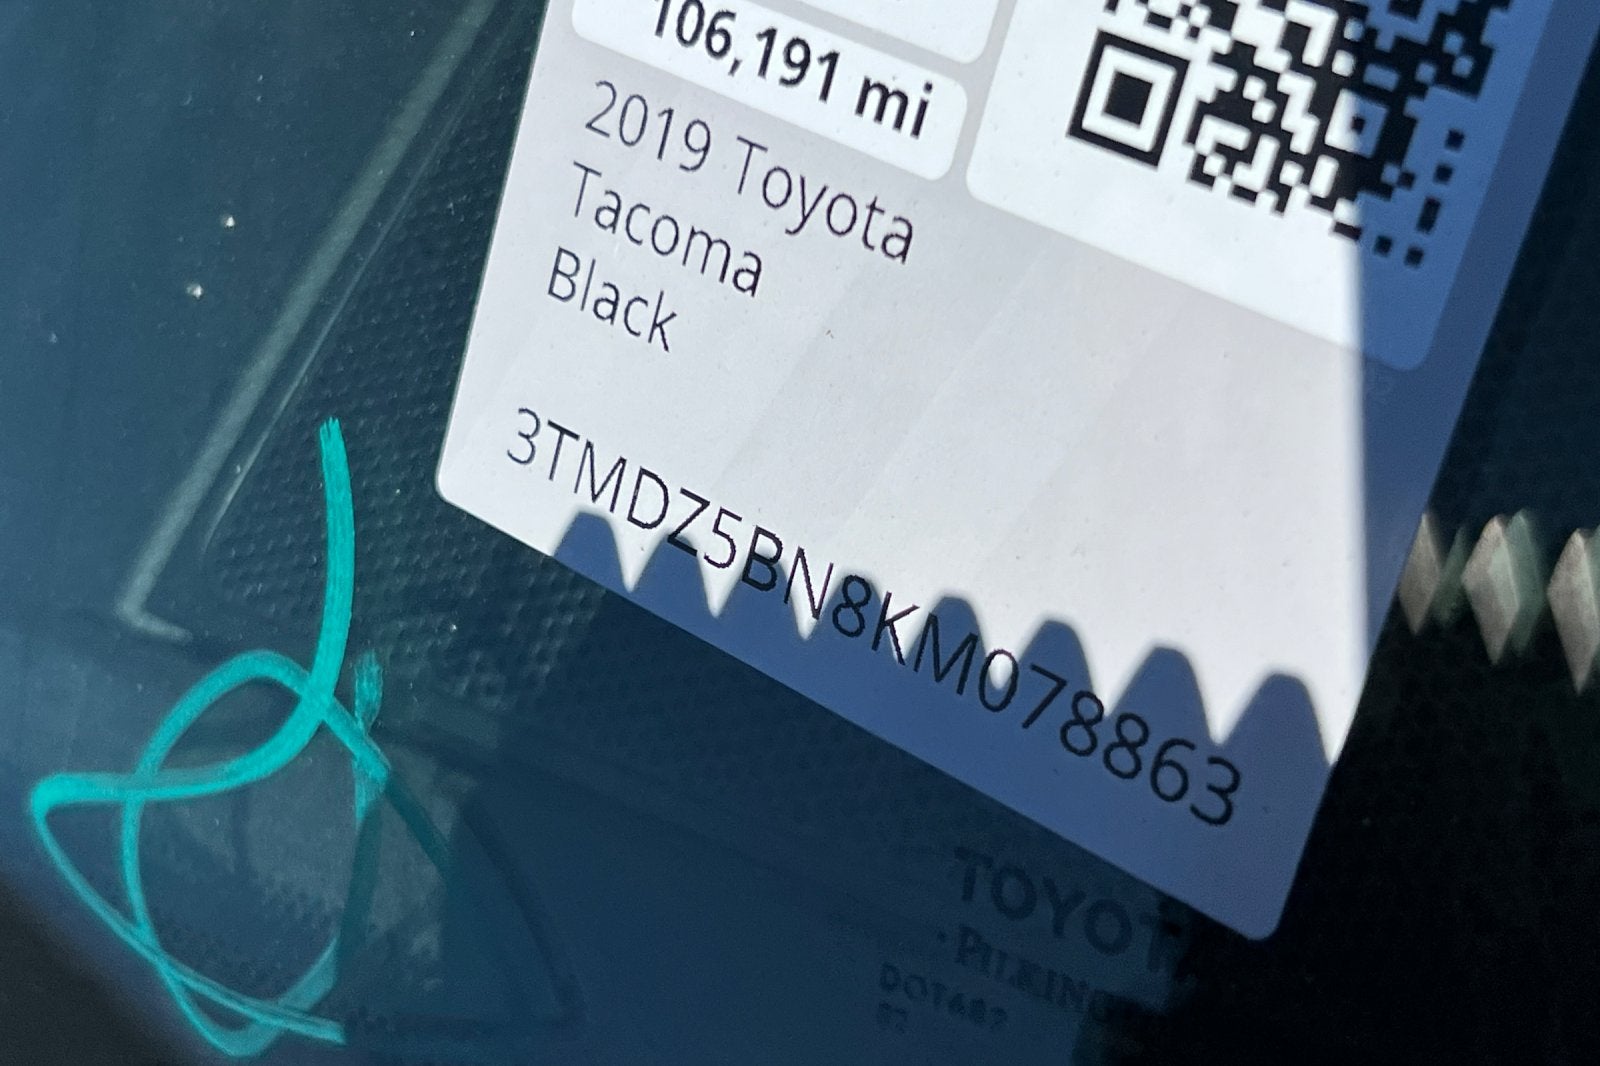 106,191 mi
2019 Toyota
Tacoma
Black
3TMDZ5BN8KM078863
TOYOTA